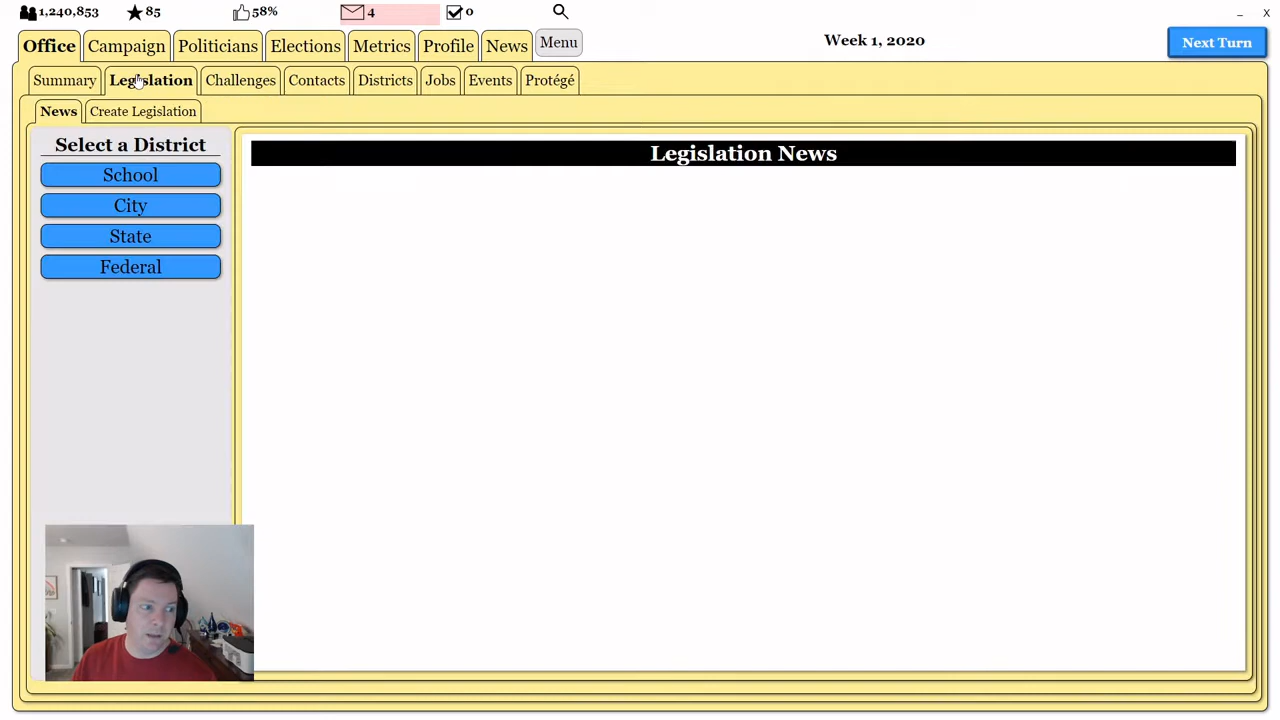 1,240,853 85 58% 4 0
Office Campaign Politicians Elections Metrics Profile News Menu Week 1, 2020 Next Turn
Summary Legislation Challenges Contacts Districts Jobs Events Protégé
News Create Legislation
Select a District
School
City
State
Federal
Legislation News